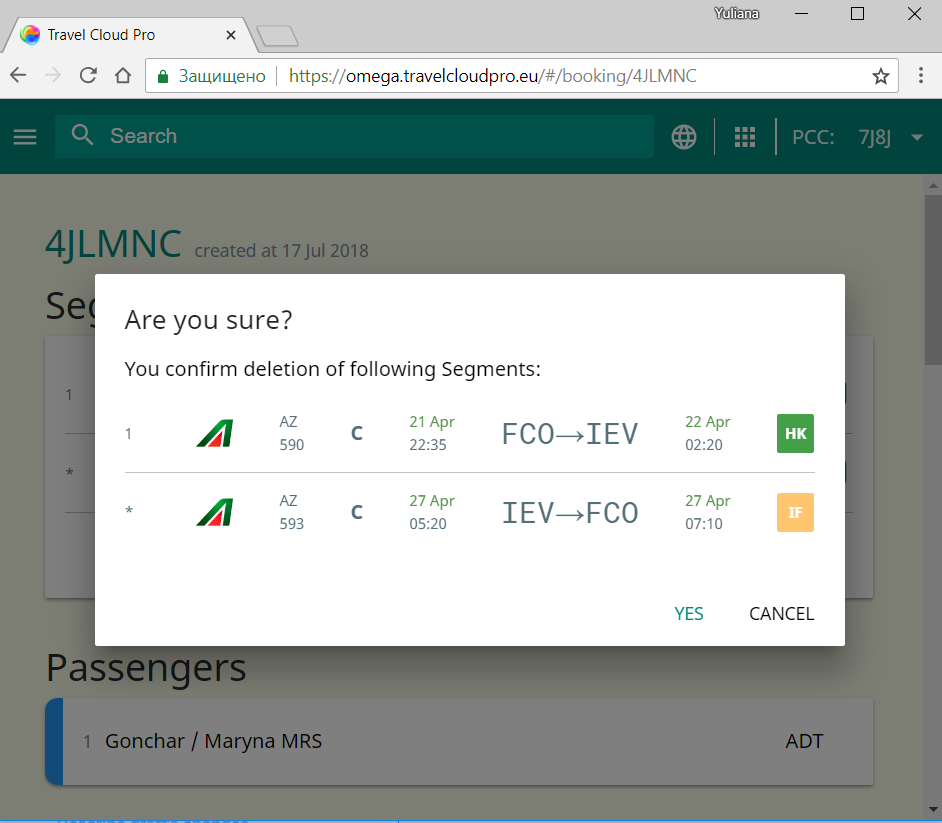 Yuliana
Travel Cloud Pro
Защищено https://omega.travelcloudpro.eu/#/booking/4JLMNC
Search PCC: 7J8J
4JLMNC created at 17 Jul 2018
Seg
Are you sure?
You confirm deletion of following Segments:
1
1 AZ 590 C 21 Apr 22:35 FCO→IEV 22 Apr 02:20 HK
*
* AZ 593 C 27 Apr 05:20 IEV→FCO 27 Apr 07:10 IF
YES CANCEL
Passengers
1 Gonchar / Maryna MRS ADT